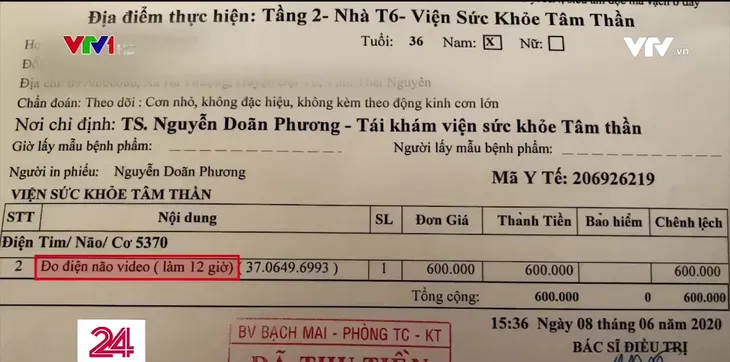 Địa điểm thực hiện: Tầng 2- Nhà T6- Viện Sức Khỏe Tâm Thần
VTV1 HD
Tuổi: 36 Nam: X Nữ:
VTV.vn
Địa chỉ:
Chẩn đoán: Theo dõi : Cơn nhỏ, không đặc hiệu, không kèm theo động kinh cơn lớn
Nơi chỉ định: TS. Nguyễn Doãn Phương - Tái khám viện sức khỏe Tâm thần
Giờ lấy mẫu bệnh phẩm: Người lấy mẫu bệnh phẩm:
Người in phiếu: Nguyễn Doãn Phương Mã Y Tế: 206926219
VIỆN SỨC KHỎE TÂM THẦN
STT Nội dung SL Đơn Giá Thành Tiền Bảo hiểm Chênh lệch
Điện Tim/ Não/ Cơ 5370
2 Đo điện não video ( làm 12 giờ) ( 37.0649.6993 ) 1 600.000 600.000 600.000
Tổng cộng: 600.000 0 600.000
15:36 Ngày 08 tháng 06 năm 2020
BÁC SĨ ĐIỀU TRỊ
24
BV BẠCH MAI - PHÒNG TC - KT
ĐÃ THU TIỀN